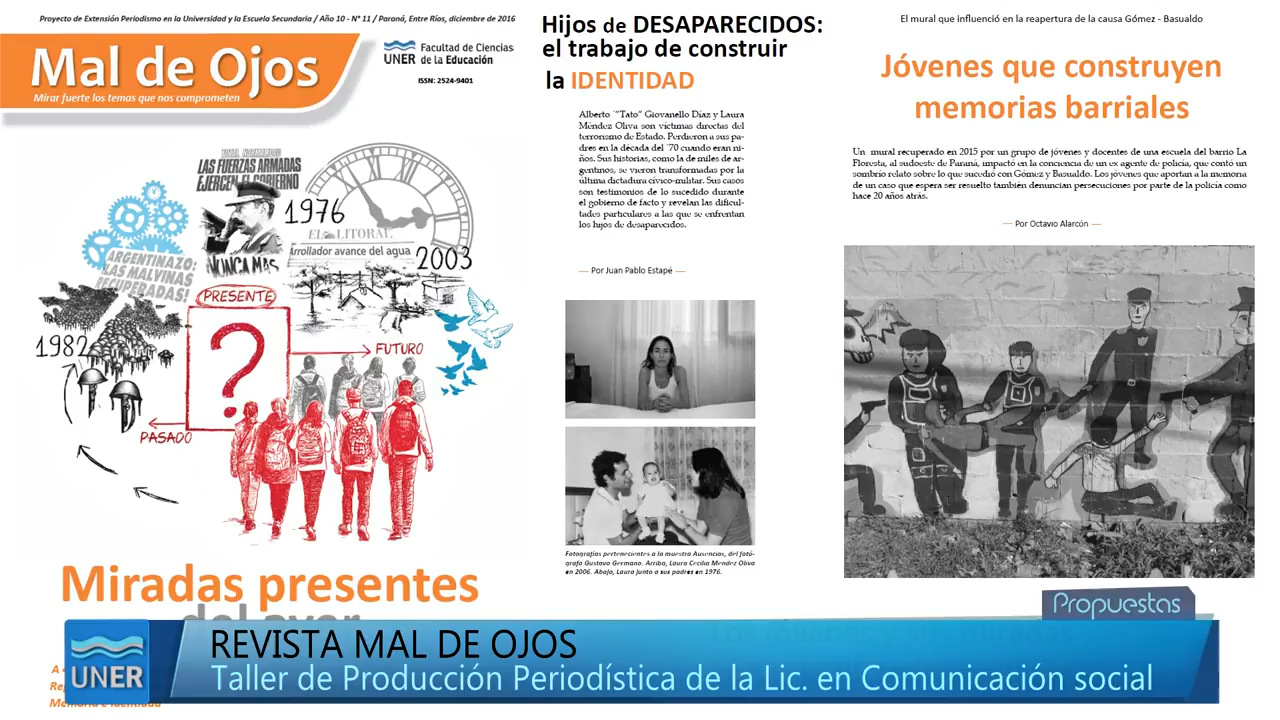 Proyecto de Extensión Periodismo en la Universidad y la Escuela Secundaria / Año 10 - N° 11 / Paraná, Entre Ríos, diciembre de 2016
Mal de Ojos
Mirar fuerte los temas que nos comprometen
UNER
Facultad de Ciencias
de la Educación
ISSN: 2524-9401
TOTAL NORMALIDAD
LAS FUERZAS ARMADAS
EJERCEN EL GOBIERNO
1976
EL LITORAL
Arrollador avance del agua
2003
NUNCA MAS
ARGENTINAZO:
¡LAS MALVINAS
RECUPERADAS!
1982
PRESENTE
?
FUTURO
PASADO
Miradas presentes
del ayer
Hijos de DESAPARECIDOS:
el trabajo de construir
la IDENTIDAD
Alberto ¨"Tato" Giovanello Díaz y Laura
Méndez Oliva son víctimas directas del
terrorismo de Estado. Perdieron a sus pa-
dres en la década del ´70 cuando eran ni-
ños. Sus historias, como la de miles de ar-
gentinos, se vieron transformadas por la
última dictadura cívico-militar. Sus casos
son testimonios de lo sucedido durante
el gobierno de facto y revelan las dificul-
tades particulares a las que se enfrentan
los hijos de desaparecidos.
— Por Juan Pablo Estapé —
Fotografías pertenecientes a la muestra Ausencias, del fotó-
grafo Gustavo Germano. Arriba, Laura Cecilia Méndez Oliva
en 2006. Abajo, Laura junto a sus padres en 1976.
El mural que influenció en la reapertura de la causa Gómez - Basualdo
Jóvenes que construyen
memorias barriales
Un mural recuperado en 2015 por un grupo de jóvenes y docentes de una escuela del barrio La
Floresta, al sudoeste de Paraná, impactó en la conciencia de un ex agente de policía, que contó un
sombrío relato sobre lo que sucedió con Gómez y Basualdo. Los jóvenes que aportan a la memoria
de un caso que espera ser resuelto también denuncian persecuciones por parte de la policía como
hace 20 años atrás.
— Por Octavio Alarcón —
Propuestas
UNER
REVISTA MAL DE OJOS
Taller de Producción Periodística de la Lic. en Comunicación social